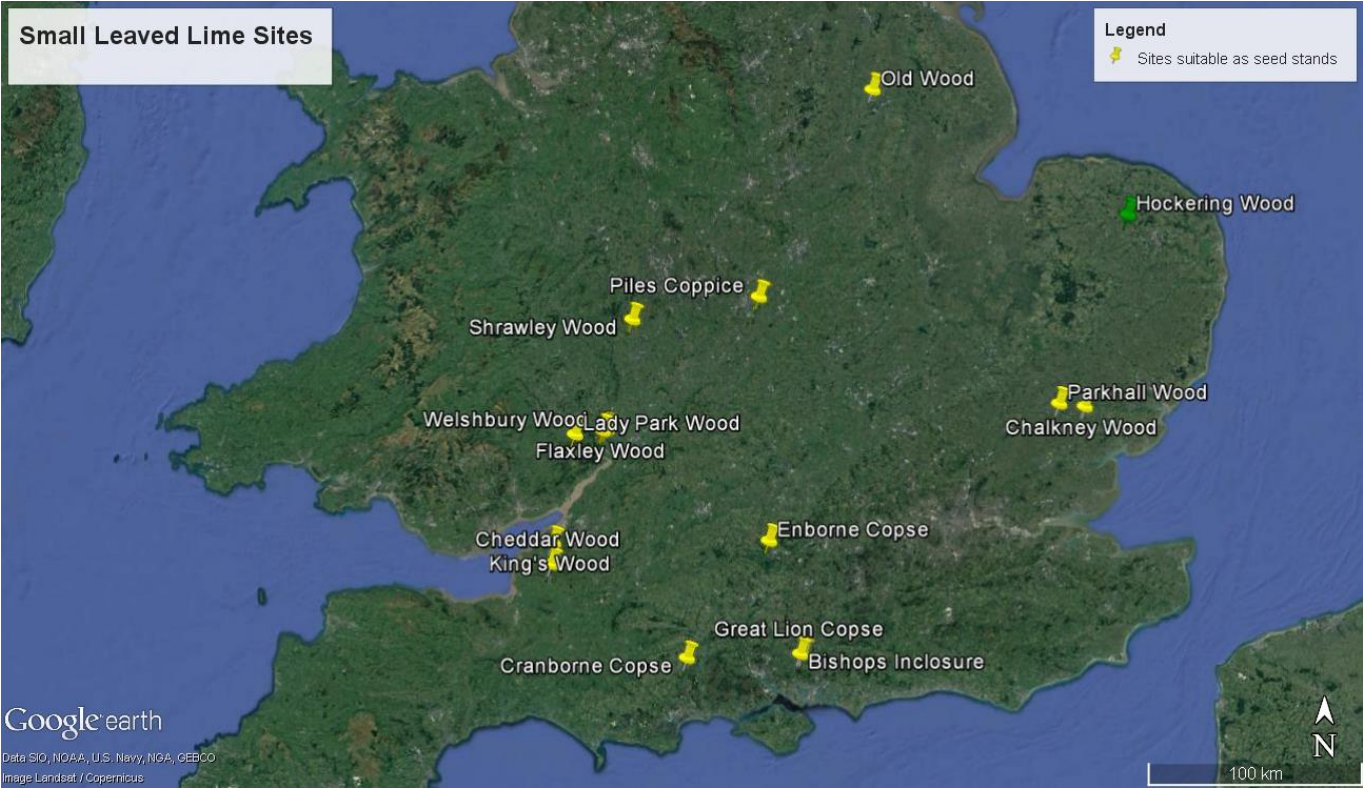 Small Leaved Lime Sites
Legend
Sites suitable as seed stands
Old Wood
Hockering Wood
Piles Coppice
Shrawley Wood
Parkhall Wood
Chalkney Wood
Welshbury Wood
Lady Park Wood
Flaxley Wood
Enborne Copse
Cheddar Wood
King's Wood
Great Lion Copse
Bishops Inclosure
Cranborne Copse
Google earth
Data SIO, NOAA, U.S. Navy, NGA, GEBCO
Image Landsat / Copernicus
N
100 km